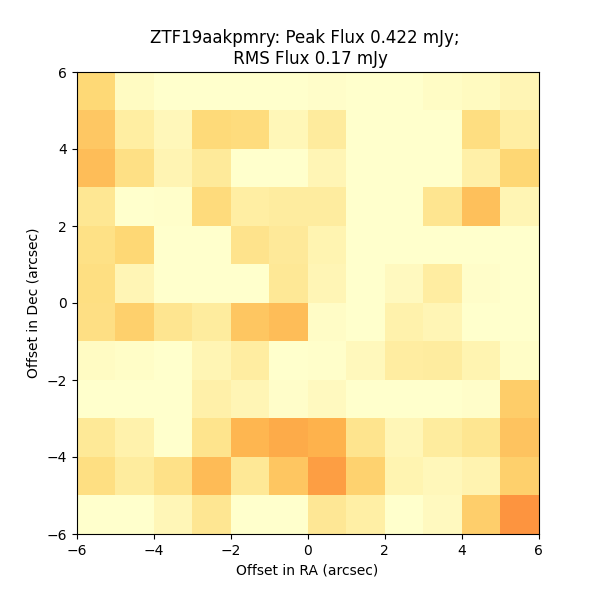 ZTF19aakpmry: Peak Flux 0.422 mJy;
RMS Flux 0.17 mJy
6
4
2
0
−2
−4
−6
Offset in Dec (arcsec)
−6 −4 −2 0 2 4 6
Offset in RA (arcsec)